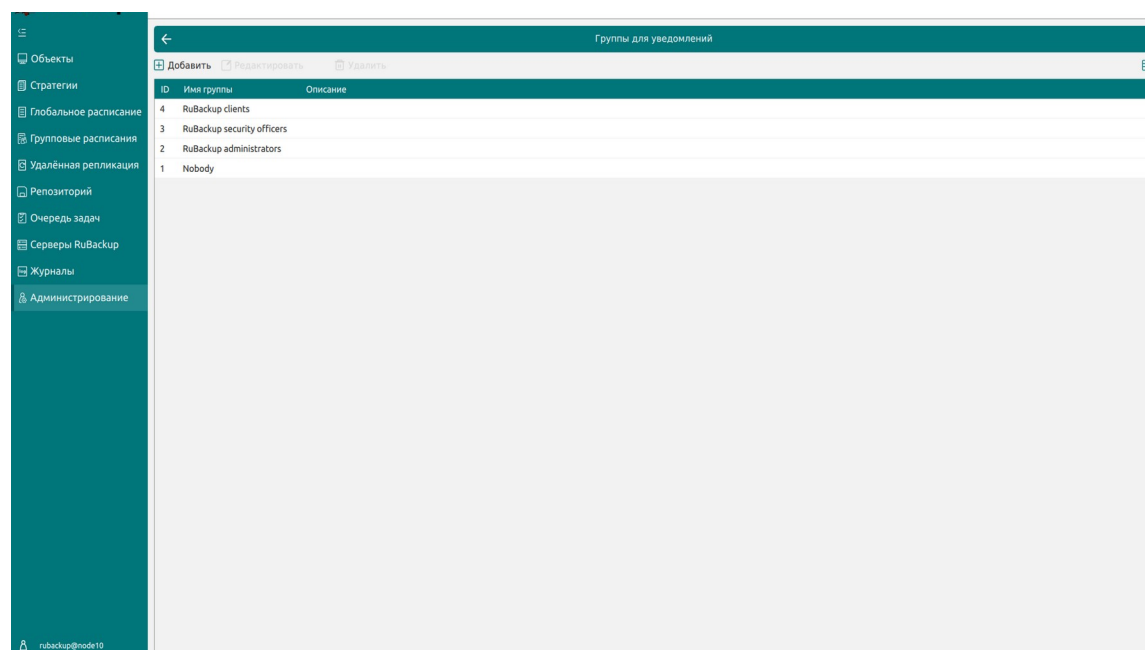 Группы для уведомлений
Объекты
Стратегии
Глобальное расписание
Групповые расписания
Удалённая репликация
Репозиторий
Очередь задач
Серверы RuBackup
Журналы
Администрирование
rubackup@node10
Добавить Редактировать Удалить
ID Имя группы Описание
4 RuBackup clients
3 RuBackup security officers
2 RuBackup administrators
1 Nobody